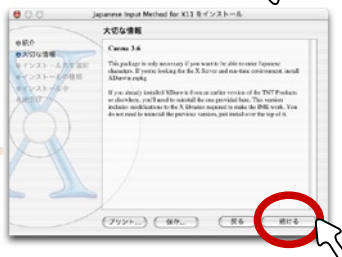 Japanese Input Method for X11 をインストール
大切な情報
紹介
大切な情報
Canna 3.6
This package is only necessary if you want to be able to enter Japanese
characters. If you're looking for the X Server and run-time environment, install
XDarwin.mpkg
If you already installed XDarwin from an earlier version of the TNT Products
or elsewhere, you'll need to reinstall the one provided here. This version
includes modifications to the X libraries required to make the IME work. You
do not need to uninstall the previous version, just install over the top of it.
プリント...
保存...
戻る
続ける